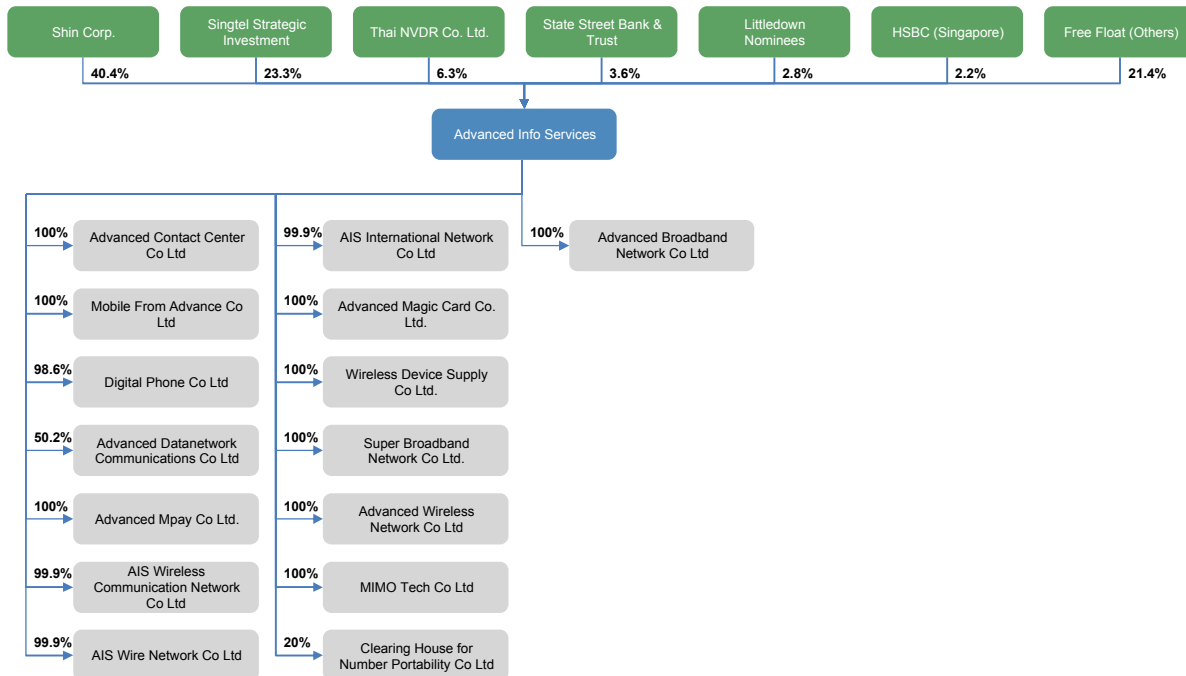 Shin Corp.
Singtel Strategic
Investment
Thai NVDR Co. Ltd.
State Street Bank &
Trust
Littledown
Nominees
HSBC (Singapore)
Free Float (Others)
40.4%
23.3%
6.3%
3.6%
2.8%
2.2%
21.4%
Advanced Info Services
100%
Advanced Contact Center
Co Ltd
100%
Mobile From Advance Co
Ltd
98.6%
Digital Phone Co Ltd
50.2%
Advanced Datanetwork
Communications Co Ltd
100%
Advanced Mpay Co Ltd.
99.9%
AIS Wireless
Communication Network
Co Ltd
99.9%
AIS Wire Network Co Ltd
99.9%
AIS International Network
Co Ltd
100%
Advanced Magic Card Co.
Ltd.
100%
Wireless Device Supply
Co Ltd.
100%
Super Broadband
Network Co Ltd.
100%
Advanced Wireless
Network Co Ltd
100%
MIMO Tech Co Ltd
20%
Clearing House for
Number Portability Co Ltd
100%
Advanced Broadband
Network Co Ltd